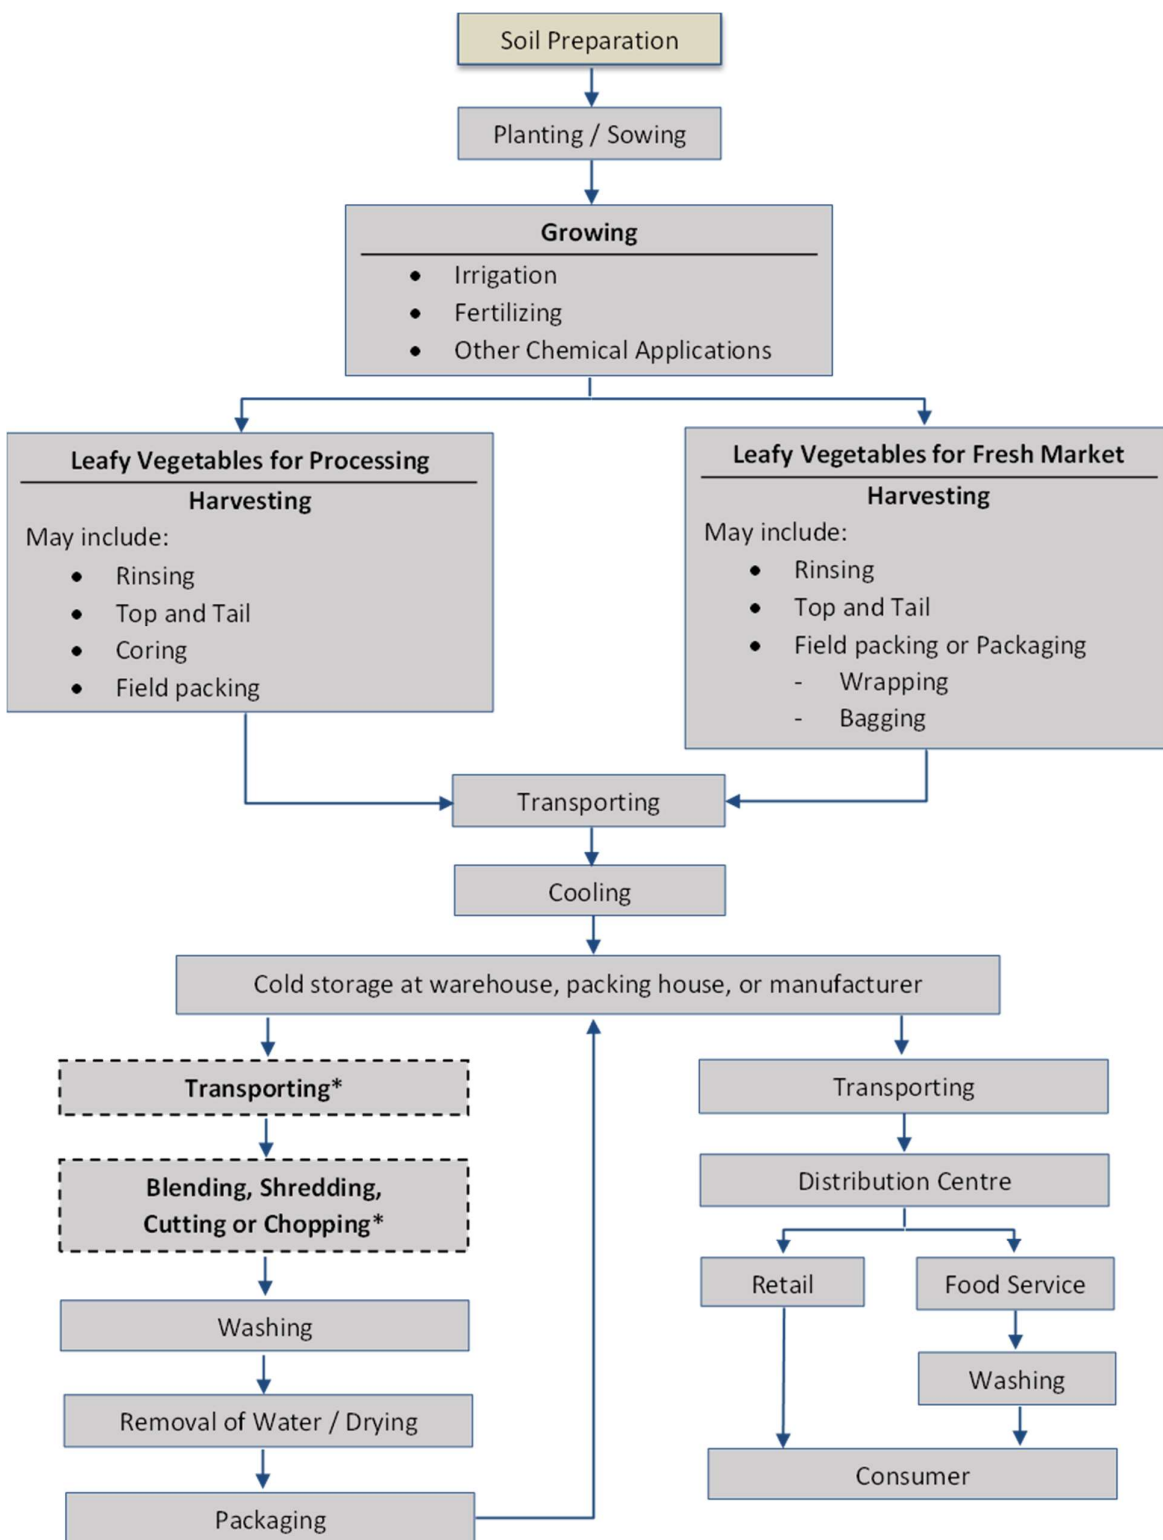 Soil Preparation
Planting / Sowing
Growing
• Irrigation
• Fertilizing
• Other Chemical Applications
Leafy Vegetables for Processing
Harvesting
May include:
• Rinsing
• Top and Tail
• Coring
• Field packing
Leafy Vegetables for Fresh Market
Harvesting
May include:
• Rinsing
• Top and Tail
• Field packing or Packaging
- Wrapping
- Bagging
Transporting
Cooling
Cold storage at warehouse, packing house, or manufacturer
Transporting*
Blending, Shredding,
Cutting or Chopping*
Washing
Removal of Water / Drying
Packaging
Transporting
Distribution Centre
Retail
Food Service
Washing
Consumer